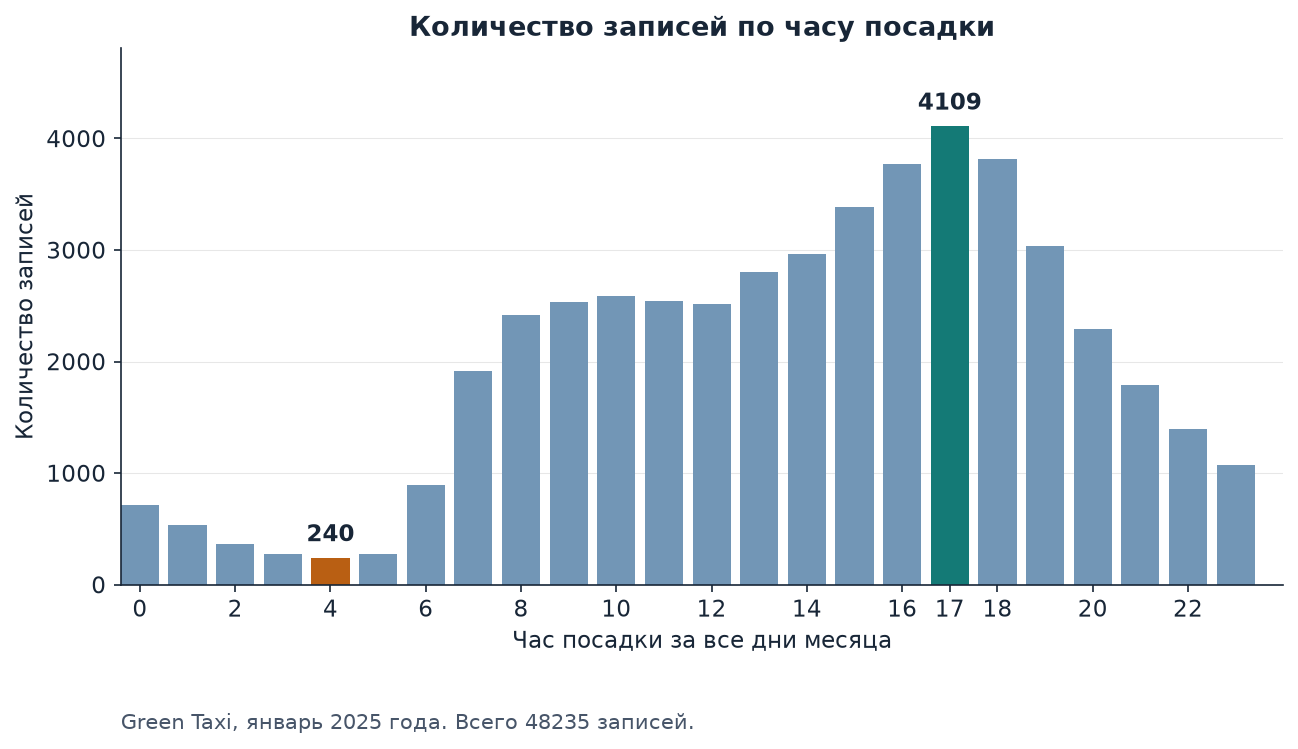 Количество записей по часу посадки
4109
4000
3000
2000
1000
0
Количество записей
240
0 2 4 6 8 10 12 14 16 17 18 20 22
Час посадки за все дни месяца
Green Taxi, январь 2025 года. Всего 48235 записей.